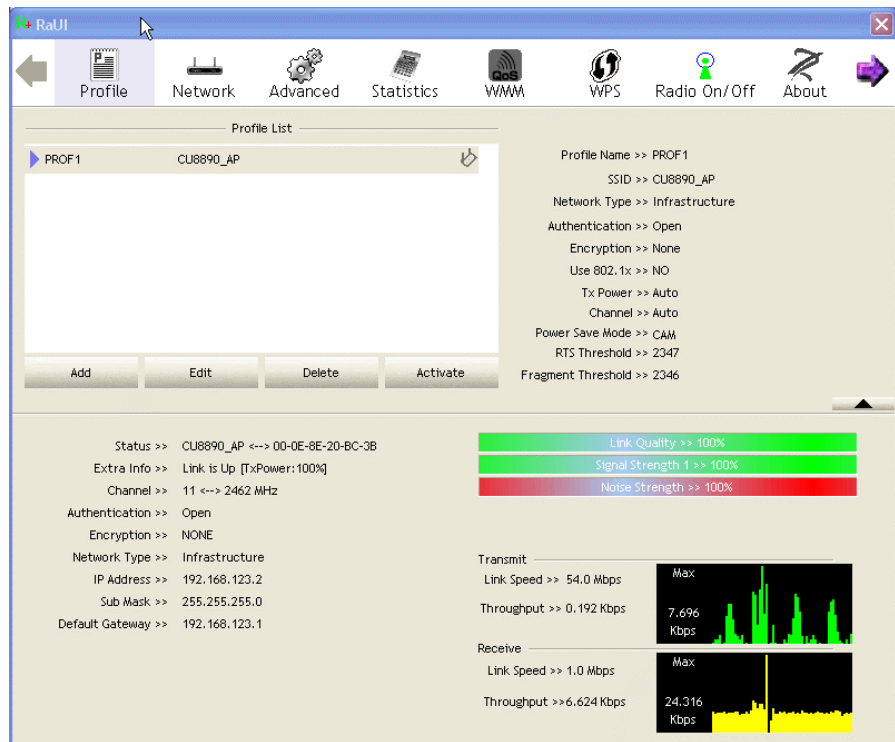 RaUI
Profile
Network
Advanced
Statistics
QoS
WMM
WPS
Radio On/Off
About
Profile List
PROF1 CU8890_AP
Add Edit Delete Activate
Profile Name >> PROF1
SSID >> CU8890_AP
Network Type >> Infrastructure
Authentication >> Open
Encryption >> None
Use 802.1x >> NO
Tx Power >> Auto
Channel >> Auto
Power Save Mode >> CAM
RTS Threshold >> 2347
Fragment Threshold >> 2346
Status >> CU8890_AP <--> 00-0E-8E-20-BC-3B
Extra Info >> Link is Up [TxPower:100%]
Channel >> 11 <--> 2462 MHz
Authentication >> Open
Encryption >> NONE
Network Type >> Infrastructure
IP Address >> 192.168.123.2
Sub Mask >> 255.255.255.0
Default Gateway >> 192.168.123.1
Link Quality >> 100%
Signal Strength 1 >> 100%
Noise Strength >> 100%
Transmit
Link Speed >> 54.0 Mbps
Throughput >> 0.192 Kbps
Max
7.696
Kbps
Receive
Link Speed >> 1.0 Mbps
Throughput >>6.624 Kbps
Max
24.316
Kbps